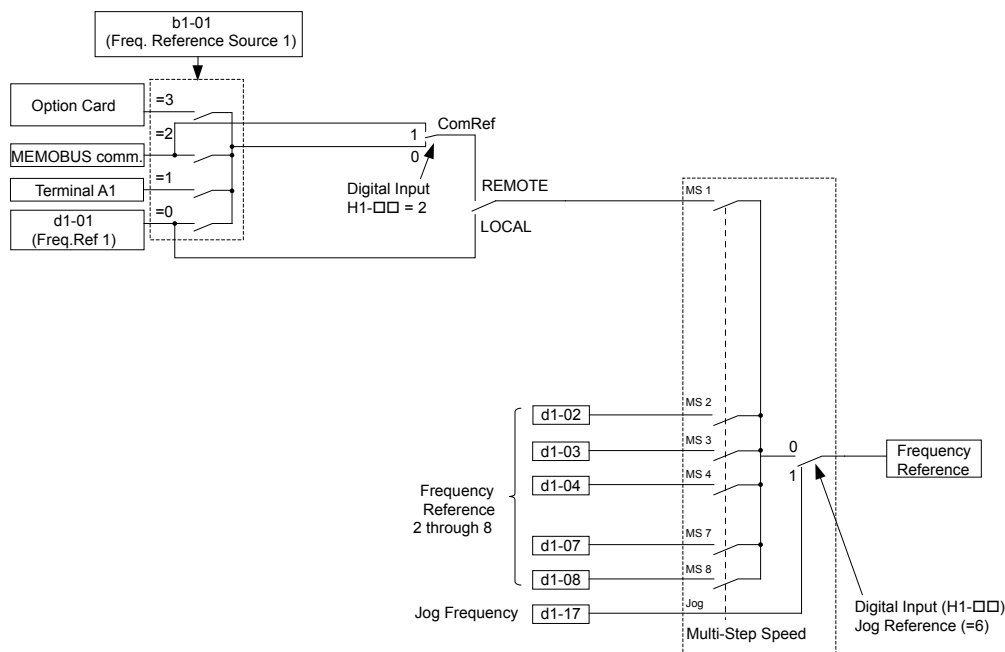 b1-01
(Freq. Reference Source 1)
Option Card
=3
=2
MEMOBUS comm.
Terminal A1
=1
d1-01
(Freq.Ref 1)
=0
1
0
ComRef
Digital Input
H1-□□ = 2
REMOTE
LOCAL
MS 1
MS 2
d1-02
MS 3
d1-03
MS 4
d1-04
Frequency
Reference
2 through 8
MS 7
d1-07
MS 8
d1-08
Jog Frequency
d1-17
Jog
Multi-Step Speed
0
1
Frequency
Reference
Digital Input (H1-□□)
Jog Reference (=6)